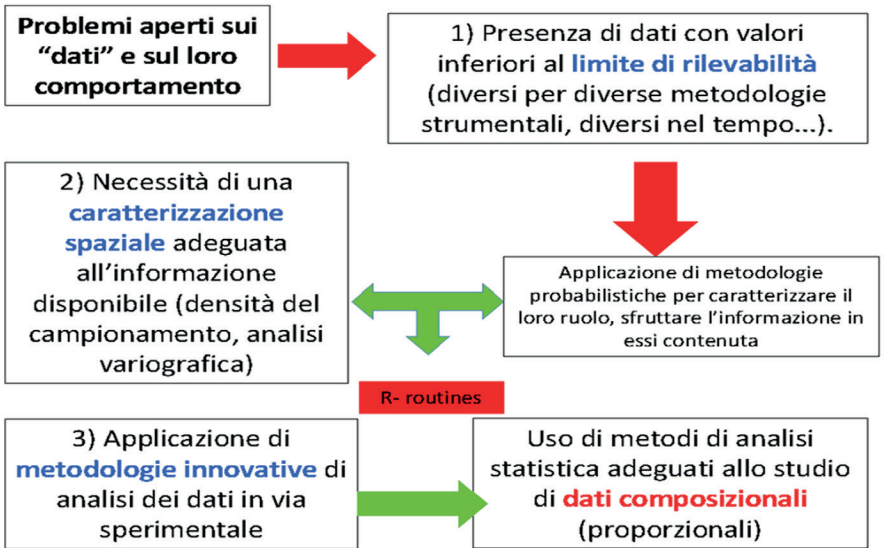 Problemi aperti sui
“dati” e sul loro
comportamento
1) Presenza di dati con valori
inferiori al limite di rilevabilità
(diversi per diverse metodologie
strumentali, diversi nel tempo...).
2) Necessità di una
caratterizzazione
spaziale adeguata
all’informazione
disponibile (densità del
campionamento, analisi
variografica)
Applicazione di metodologie
probabilistiche per caratterizzare il
loro ruolo, sfruttare l’informazione in
essi contenuta
R- routines
3) Applicazione di
metodologie innovative di
analisi dei dati in via
sperimentale
Uso di metodi di analisi
statistica adeguati allo studio
di dati composizionali
(proporzionali)